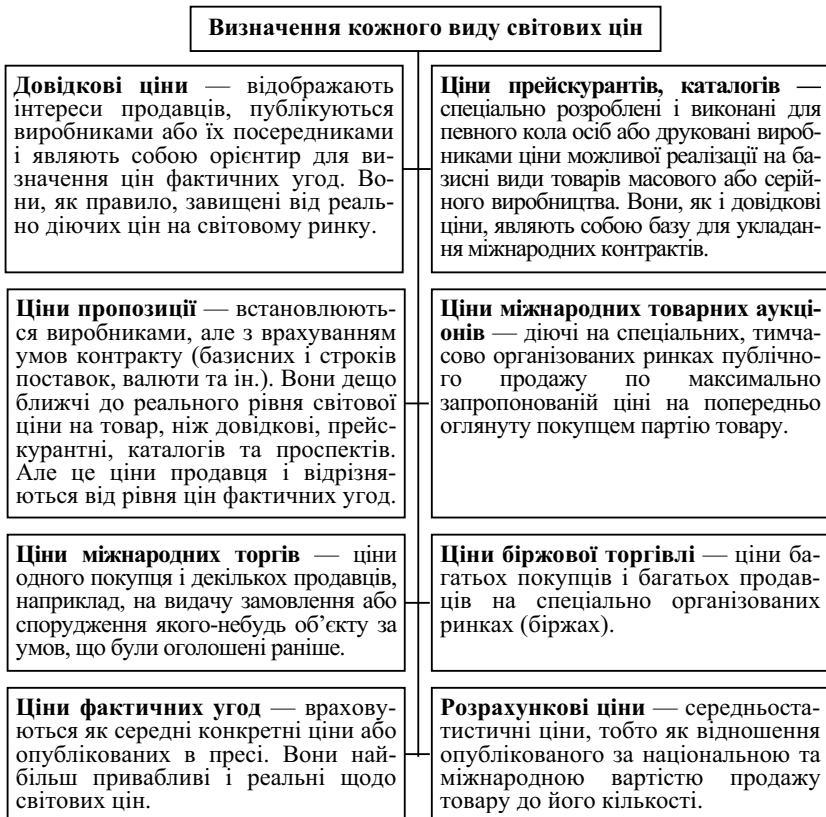 Визначення кожного виду світових цін
Довідкові ціни — відображають
інтереси продавців, публікуються
виробниками або їх посередниками
і являють собою орієнтир для ви-
значення цін фактичних угод. Во-
ни, як правило, завищені від реаль-
но діючих цін на світовому ринку.
Ціни прейскурантів, каталогів —
спеціально розроблені і виконані для
певного кола осіб або друковані вироб-
никами ціни можливої реалізації на ба-
зисні види товарів масового або серій-
ного виробництва. Вони, як і довідкові
ціни, являють собою базу для укладан-
ня міжнародних контрактів.
Ціни пропозиції — встановлюють-
ся виробниками, але з врахуванням
умов контракту (базисних і строків
поставок, валюти та ін.). Вони дещо
ближчі до реального рівня світової
ціни на товар, ніж довідкові, прейс-
курантні, каталогів та проспектів.
Але це ціни продавця і відрізня-
ються від рівня цін фактичних угод.
Ціни міжнародних товарних аукці-
онів — діючі на спеціальних, тимча-
сово організованих ринках публічно-
го продажу по максимально
запропонованій ціні на попередньо
оглянуту покупцем партію товару.
Ціни міжнародних торгів — ціни
одного покупця і декількох продавців,
наприклад, на видачу замовлення або
спорудження якого-небудь об’єкту за
умов, що були оголошені раніше.
Ціни біржової торгівлі — ціни ба-
гатьох покупців і багатьох продав-
ців на спеціально організованих
ринках (біржах).
Ціни фактичних угод — враховую-
ються як середні конкретні ціни або
опублікованих в пресі. Вони най-
більш привабливі і реальні щодо
світових цін.
Розрахункові ціни — середньоста-
тистичні ціни, тобто як відношення
опублікованого за національною та
міжнародною вартістю продажу
товару до його кількості.